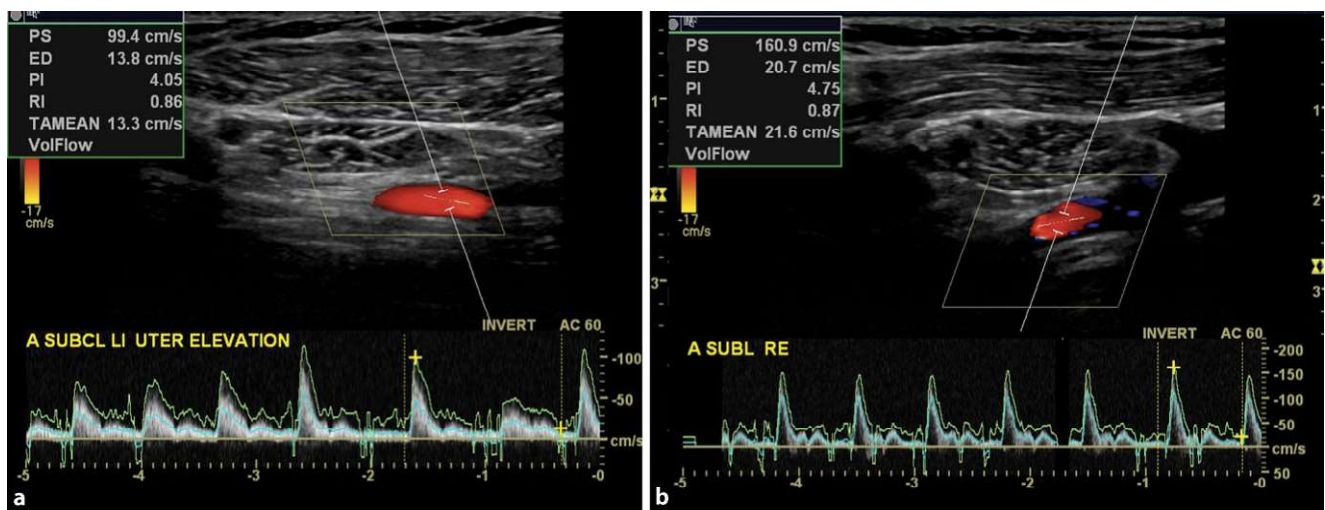 PS 99.4 cm/s
ED 13.8 cm/s
PI 4.05
RI 0.86
TAMEAN 13.3 cm/s
VolFlow
-17
cm/s
3
INVERT AC 60
A SUBCL LI UTER ELEVATION
-100
-50
cm/s
-5 -4 -3 -2 -1 -0
a
PS 160.9 cm/s
ED 20.7 cm/s
PI 4.75
RI 0.87
TAMEAN 21.6 cm/s
VolFlow
-17
cm/s
1
2
3
INVERT AC 60
A SUBL RE
-200
-150
-100
-50
cm/s
50
-5 -4 -3 -2 -1 -0
b